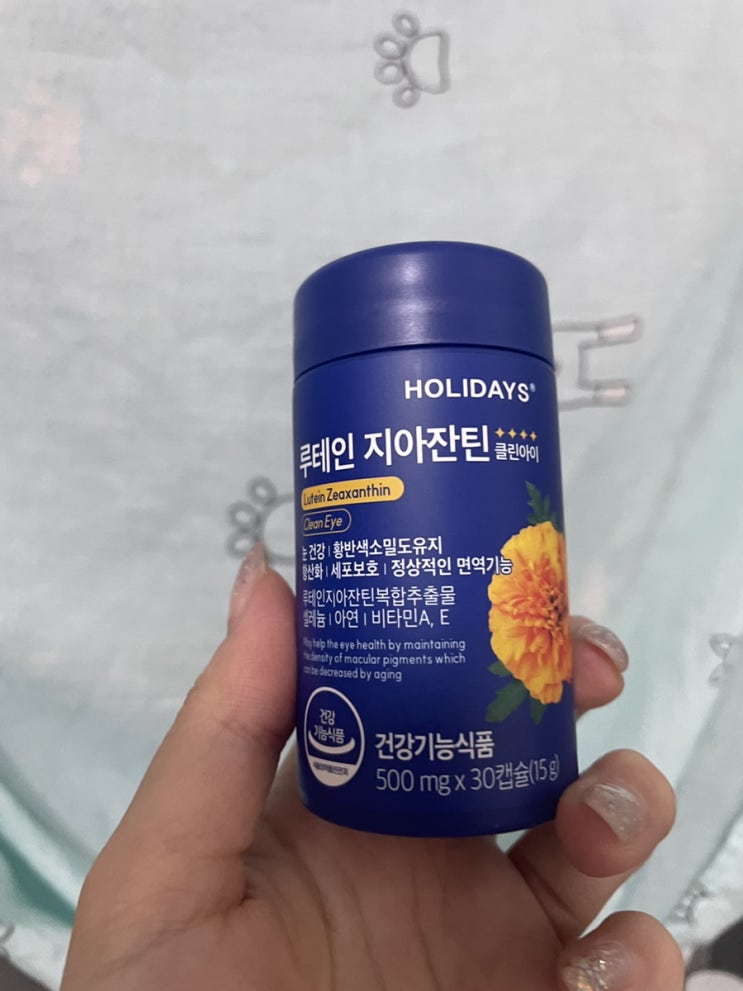 HOLIDAYS®
루테인 지아잔틴 클린아이
Lutein Zeaxanthin
Clean Eye
눈 건강 | 황반색소밀도유지
항산화 | 세포보호 | 정상적인 면역기능
루테인지아잔틴복합추출물
셀레늄 | 아연 | 비타민A, E
May help the eye health by maintaining
the density of macular pigments which
can be decreased by aging
건강
기능식품
건강기능식품
500 mg x 30캡슐(15 g)